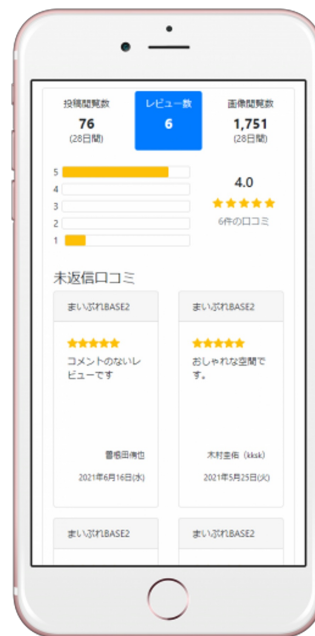 投稿閲覧数
76
(28日間)
レビュー数
6
画像閲覧数
1,751
(28日間)
5
4
3
2
1
4.0
6件の口コミ
未返信口コミ
まいぷれBASE2
コメントのないレ
ビューです
2021年6月16日(水)
まいぷれBASE2
おしゃれな空間で
す。
木村圭佑（kksk）
2021年5月25日(火)
まいぷれBASE2
まいぷれBASE2